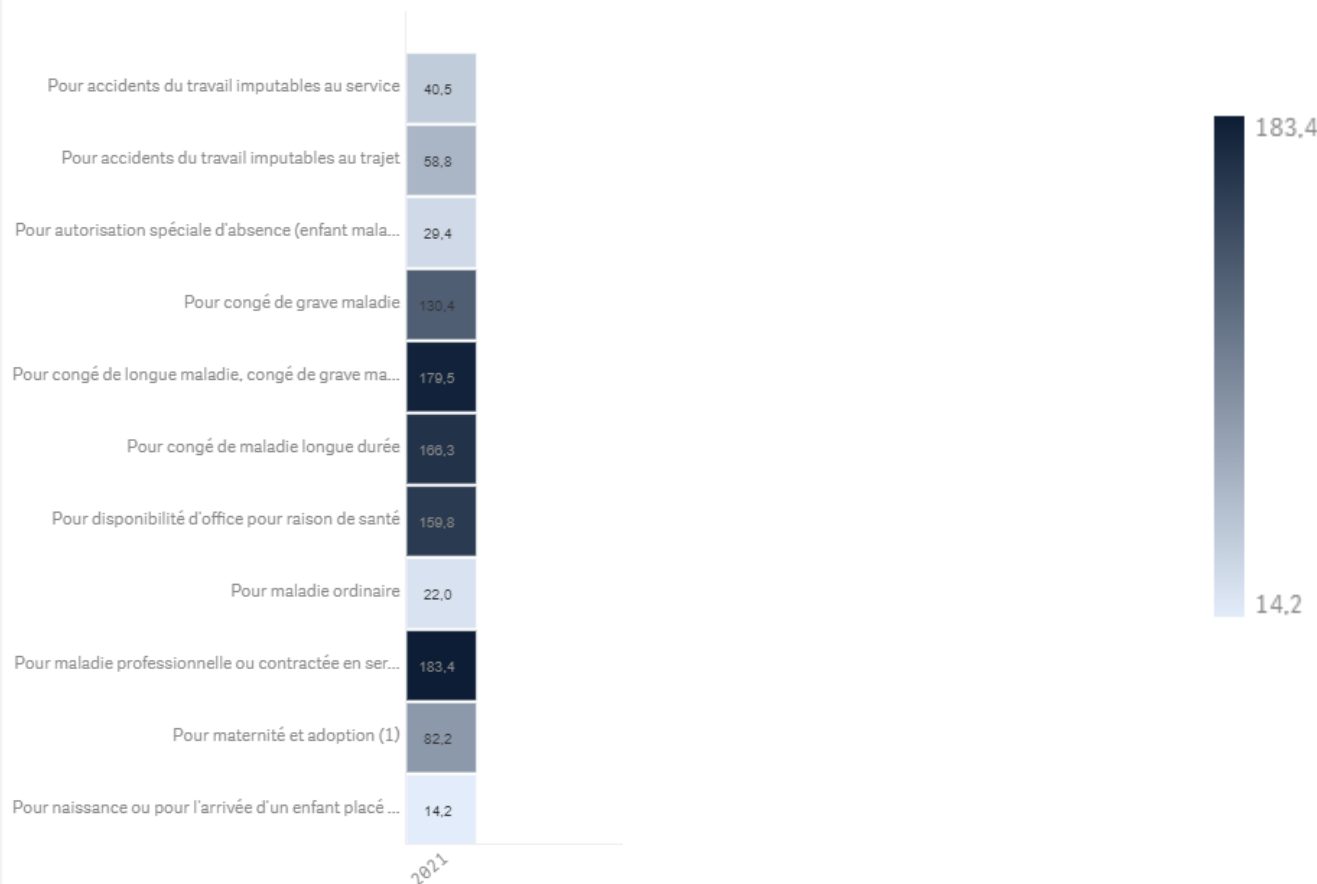 Pour accidents du travail imputables au service 40,5
Pour accidents du travail imputables au trajet 58,8
Pour autorisation spéciale d'absence (enfant mala... 29,4
Pour congé de grave maladie 130,4
Pour congé de longue maladie, congé de grave ma... 179,5
Pour congé de maladie longue durée 166,3
Pour disponibilité d'office pour raison de santé 159,8
Pour maladie ordinaire 22,0
Pour maladie professionnelle ou contractée en ser... 183,4
Pour maternité et adoption (1) 82,2
Pour naissance ou pour l'arrivée d'un enfant placé ... 14,2
2021
183,4
14,2